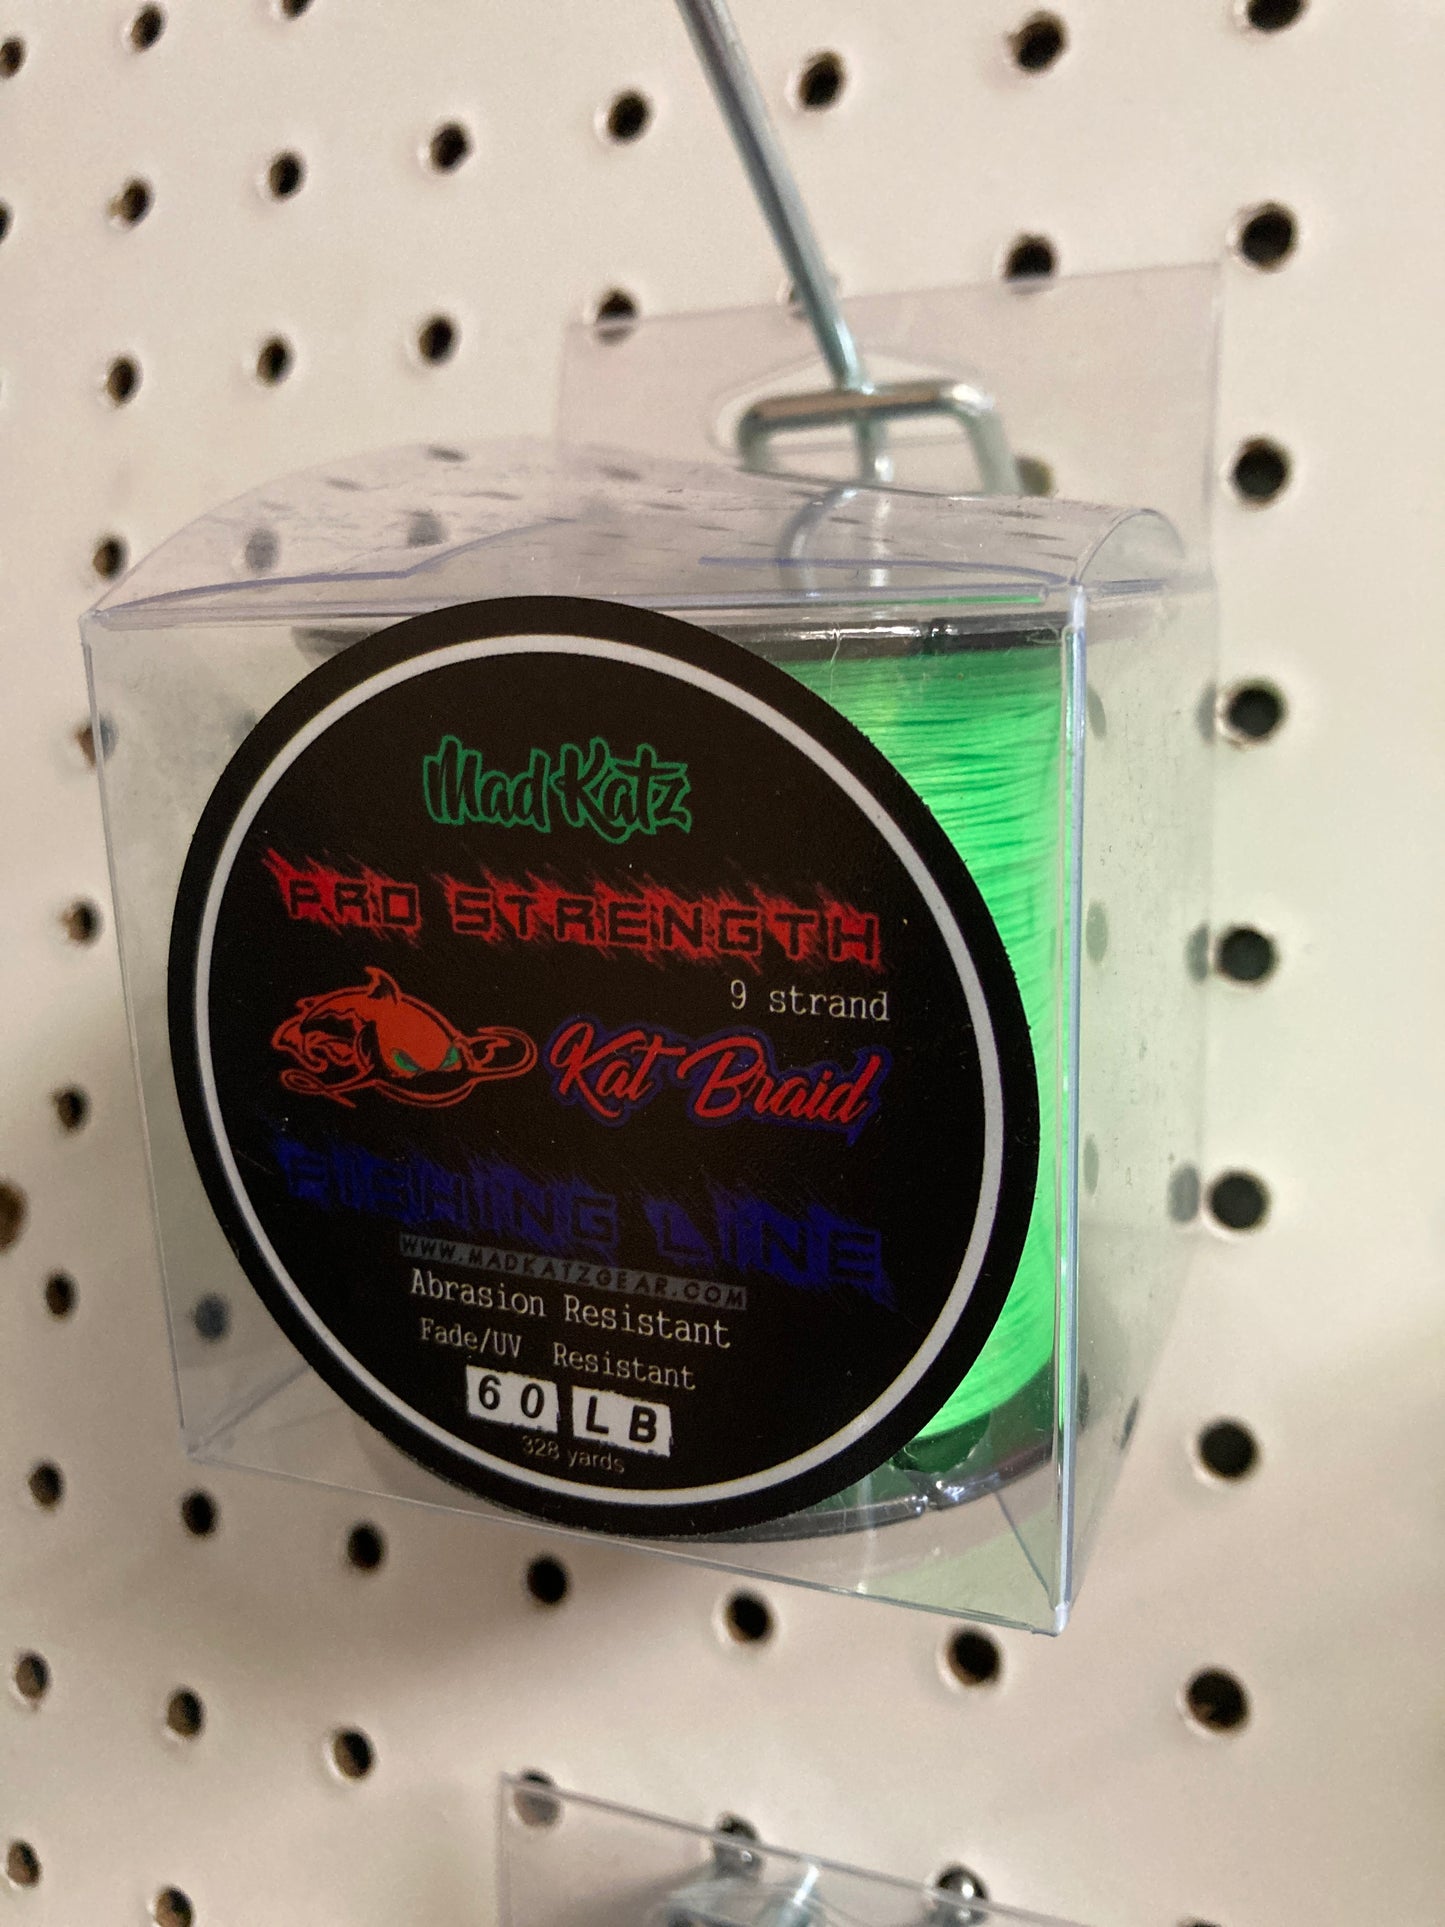 Mad Katz
PRO STRENGTH
9 strand
Kat Braid
FISHING LINE
WWW.MADKATZGEAR.COM
Abrasion Resistant
Fade/UV Resistant
60 LB
328 yards